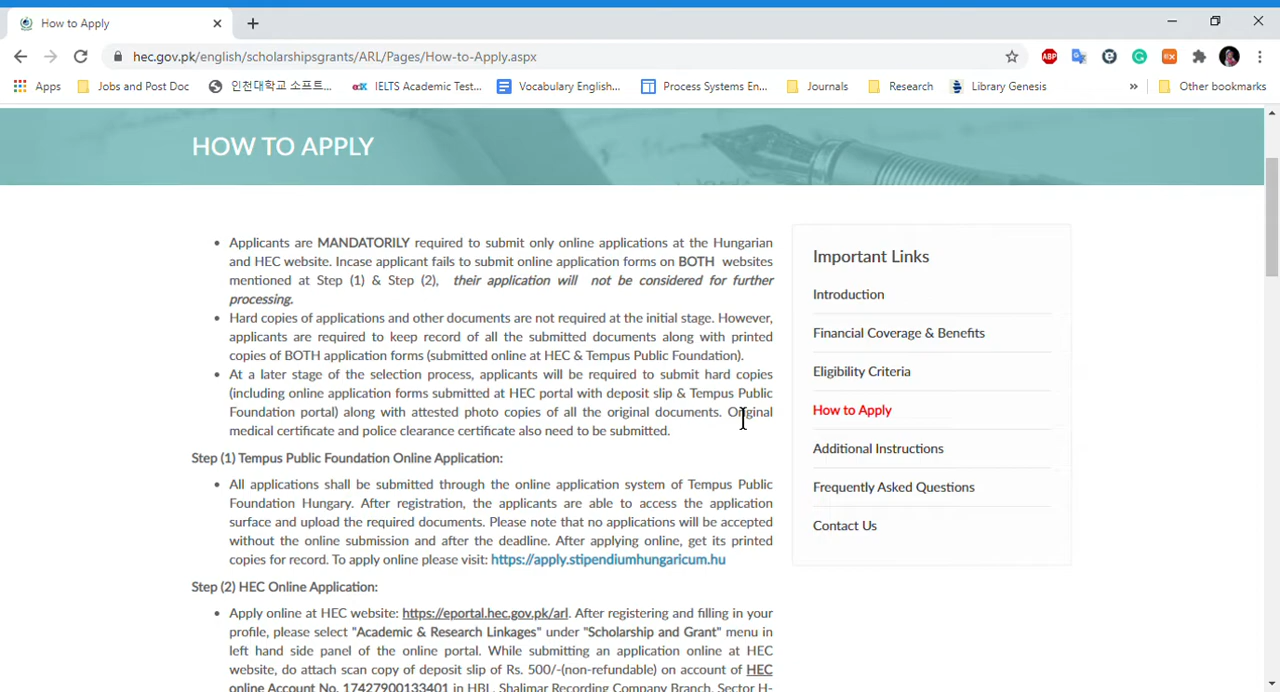 How to Apply
hec.gov.pk/english/scholarshipsgrants/ARL/Pages/How-to-Apply.aspx
ABP
Apps
Jobs and Post Doc
인천대학교 소프트...
edX
IELTS Academic Test...
Vocabulary English...
Process Systems En...
Journals
Research
Library Genesis
»
Other bookmarks
HOW TO APPLY
• Applicants are MANDATORILY required to submit only online applications at the Hungarian
and HEC website. Incase applicant fails to submit online application forms on BOTH websites
mentioned at Step (1) & Step (2), their application will not be considered for further
processing.
• Hard copies of applications and other documents are not required at the initial stage. However,
applicants are required to keep record of all the submitted documents along with printed
copies of BOTH application forms (submitted online at HEC & Tempus Public Foundation).
• At a later stage of the selection process, applicants will be required to submit hard copies
(including online application forms submitted at HEC portal with deposit slip & Tempus Public
Foundation portal) along with attested photo copies of all the original documents. Original
medical certificate and police clearance certificate also need to be submitted.
Step (1) Tempus Public Foundation Online Application:
• All applications shall be submitted through the online application system of Tempus Public
Foundation Hungary. After registration, the applicants are able to access the application
surface and upload the required documents. Please note that no applications will be accepted
without the online submission and after the deadline. After applying online, get its printed
copies for record. To apply online please visit: https://apply.stipendiumhungaricum.hu
Step (2) HEC Online Application:
• Apply online at HEC website: https://eportal.hec.gov.pk/arl. After registering and filling in your
profile, please select "Academic & Research Linkages" under "Scholarship and Grant" menu in
left hand side panel of the online portal. While submitting an application online at HEC
website, do attach scan copy of deposit slip of Rs. 500/-(non-refundable) on account of HEC
online Account No. 17427900133401 in HBL, Shalimar Recording Company Branch, Sector H-
Important Links
Introduction
Financial Coverage & Benefits
Eligibility Criteria
How to Apply
Additional Instructions
Frequently Asked Questions
Contact Us